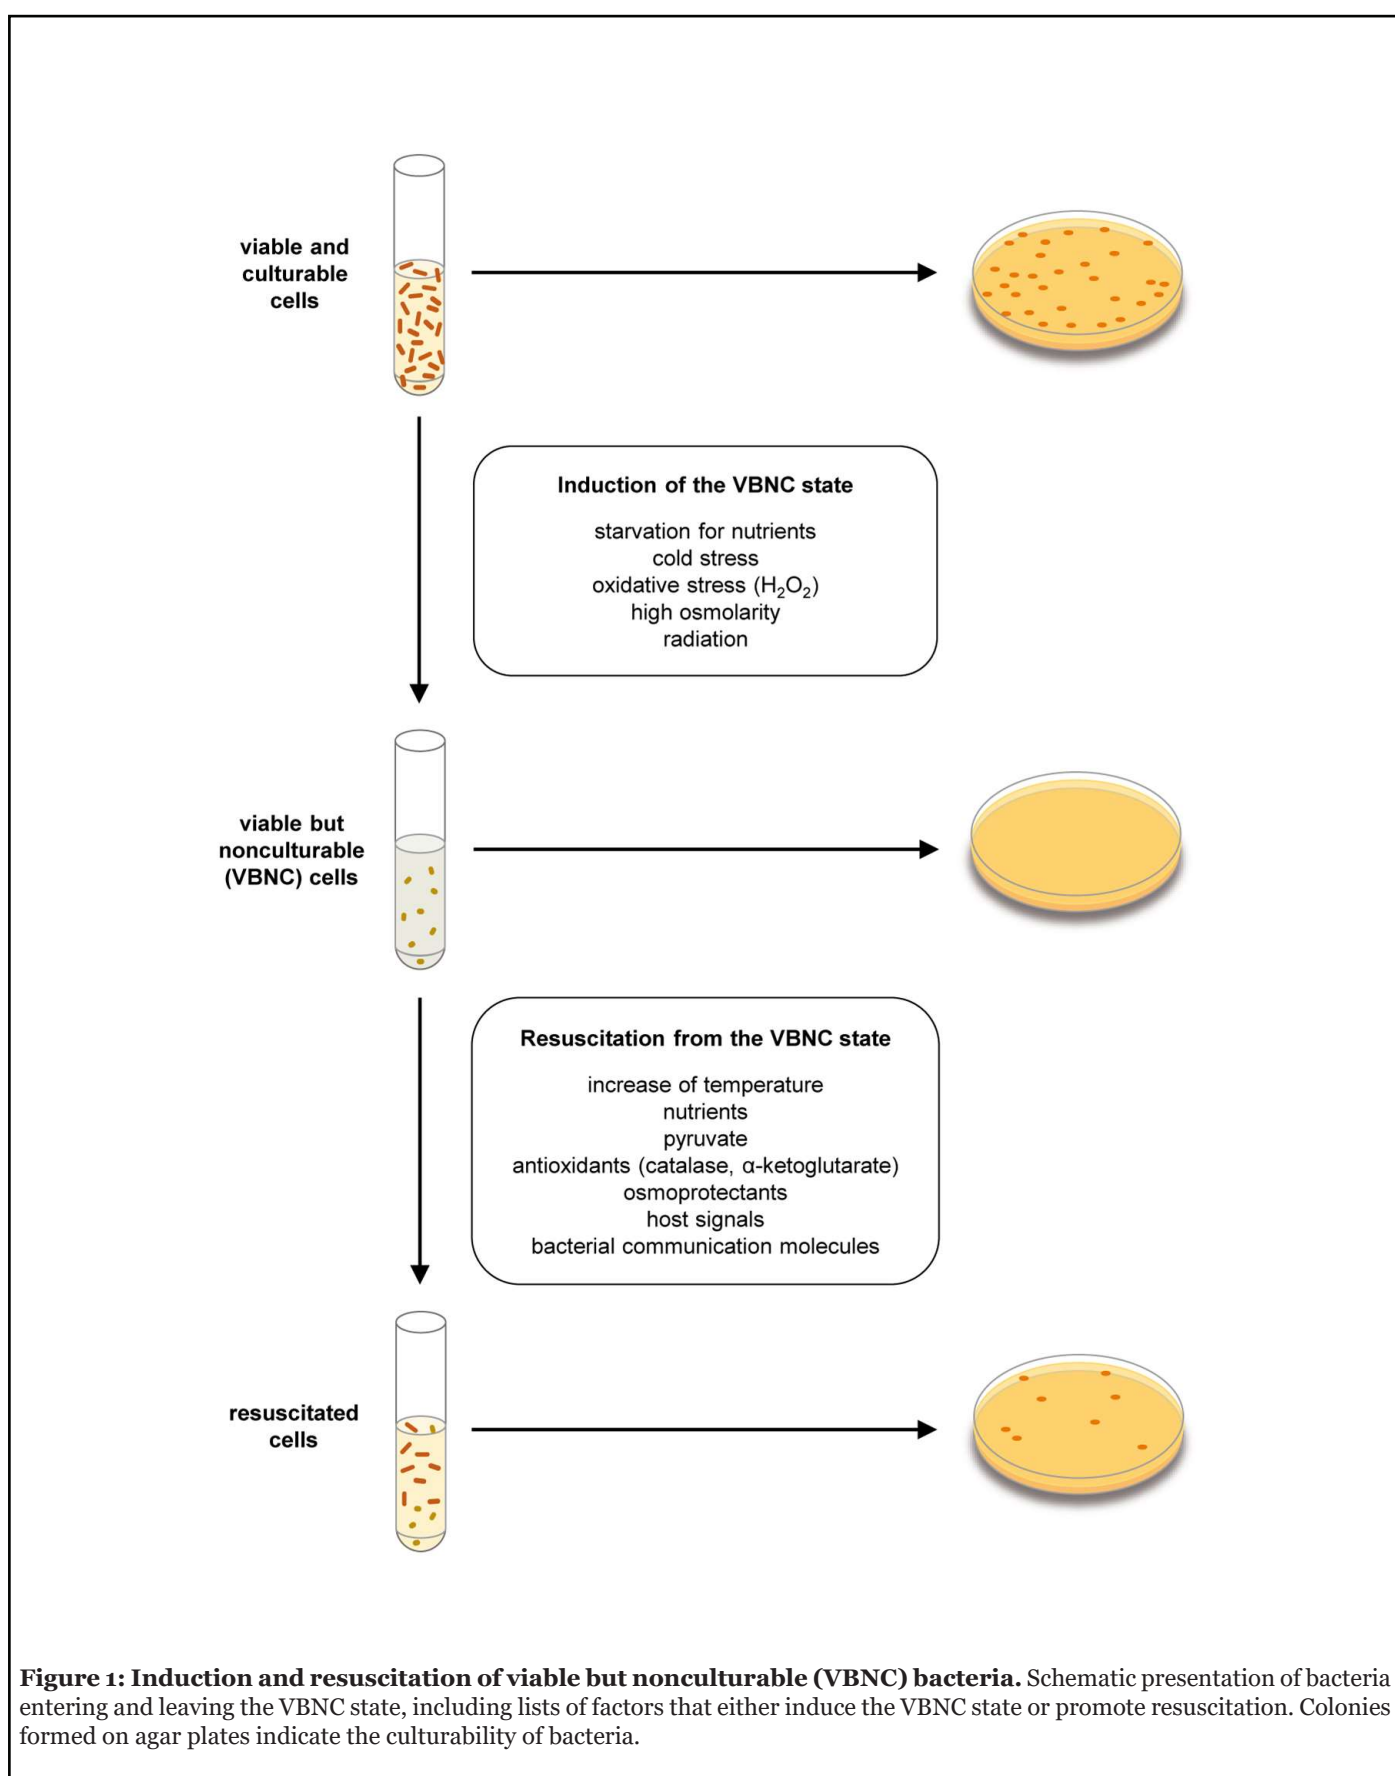 viable and
culturable
cells
Induction of the VBNC state
starvation for nutrients
cold stress
oxidative stress (H₂O₂)
high osmolarity
radiation
viable but
nonculturable
(VBNC) cells
Resuscitation from the VBNC state
increase of temperature
nutrients
pyruvate
antioxidants (catalase, α-ketoglutarate)
osmoprotectants
host signals
bacterial communication molecules
resuscitated
cells
Figure 1: Induction and resuscitation of viable but nonculturable (VBNC) bacteria. Schematic presentation of bacteria
entering and leaving the VBNC state, including lists of factors that either induce the VBNC state or promote resuscitation. Colonies
formed on agar plates indicate the culturability of bacteria.